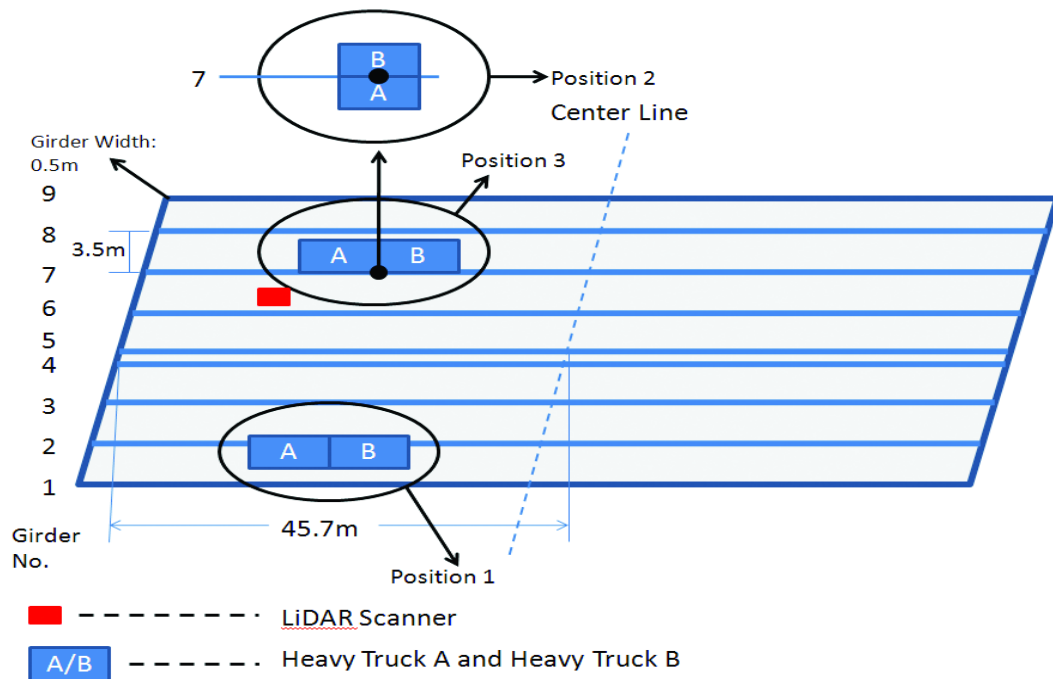 B
7
A
Position 2
Center Line
Girder Width:
0.5m
Position 3
9
8
3.5m
A B
7
6
5
4
3
A B
2
1
45.7m
Girder
No.
Position 1
LiDAR Scanner
A/B
Heavy Truck A and Heavy Truck B